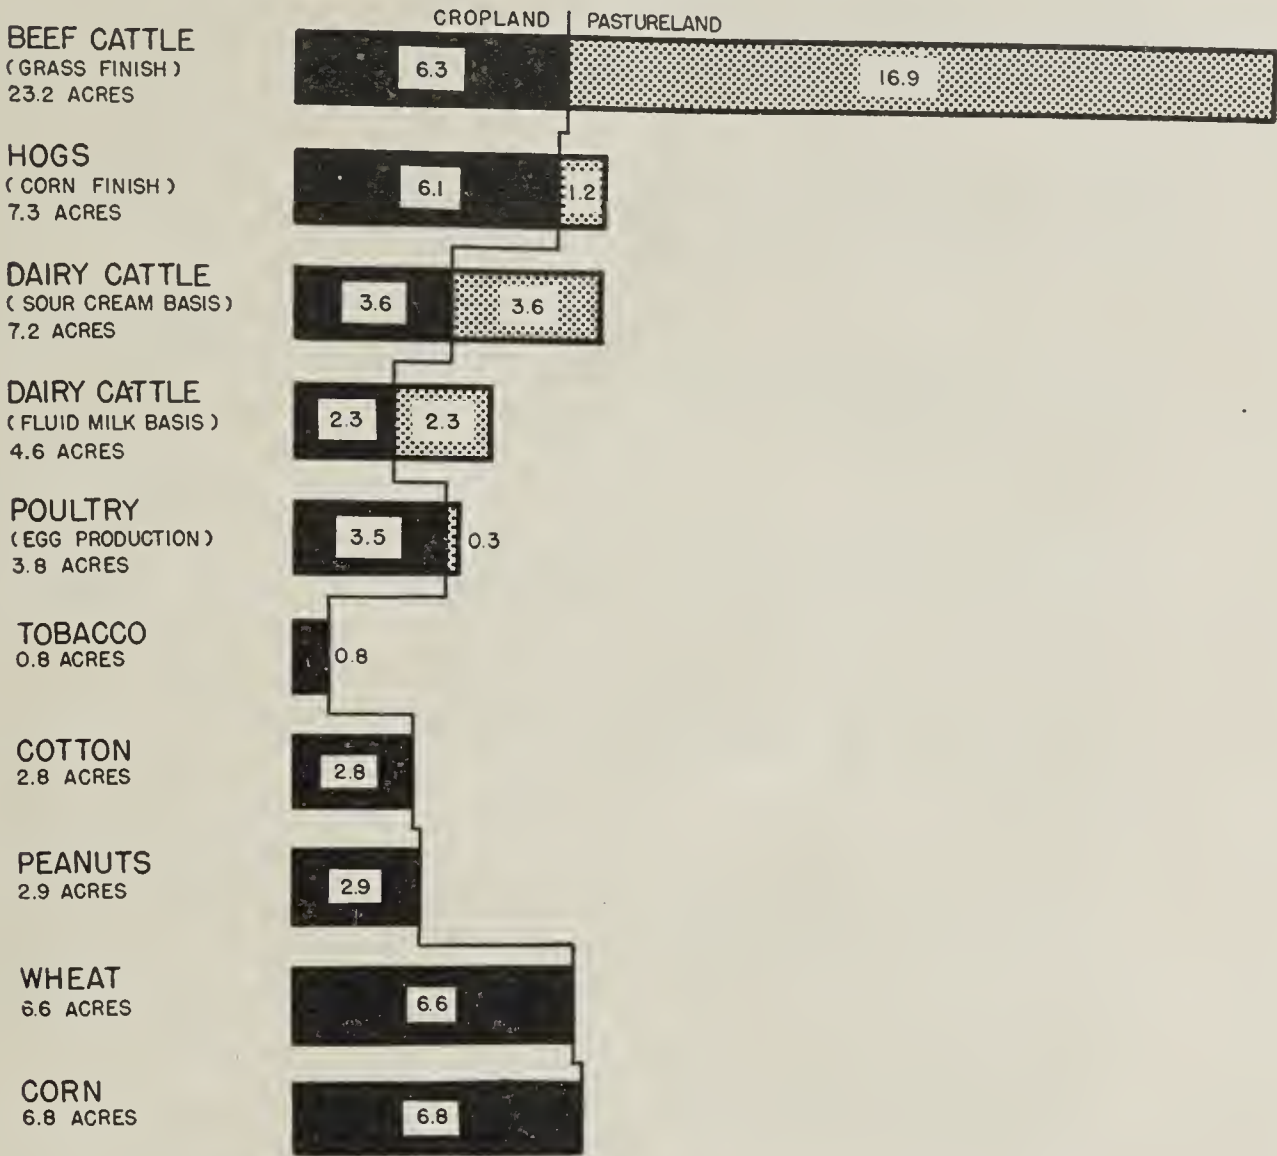 CROPLAND PASTURELAND
BEEF CATTLE
(GRASS FINISH)
23.2 ACRES
6.3 16.9
HOGS
(CORN FINISH)
7.3 ACRES
6.1 1.2
DAIRY CATTLE
(SOUR CREAM BASIS)
7.2 ACRES
3.6 3.6
DAIRY CATTLE
(FLUID MILK BASIS)
4.6 ACRES
2.3 2.3
POULTRY
(EGG PRODUCTION)
3.8 ACRES
3.5 0.3
TOBACCO
0.8 ACRES
0.8
COTTON
2.8 ACRES
2.8
PEANUTS
2.9 ACRES
2.9
WHEAT
6.6 ACRES
6.6
CORN
6.8 ACRES
6.8